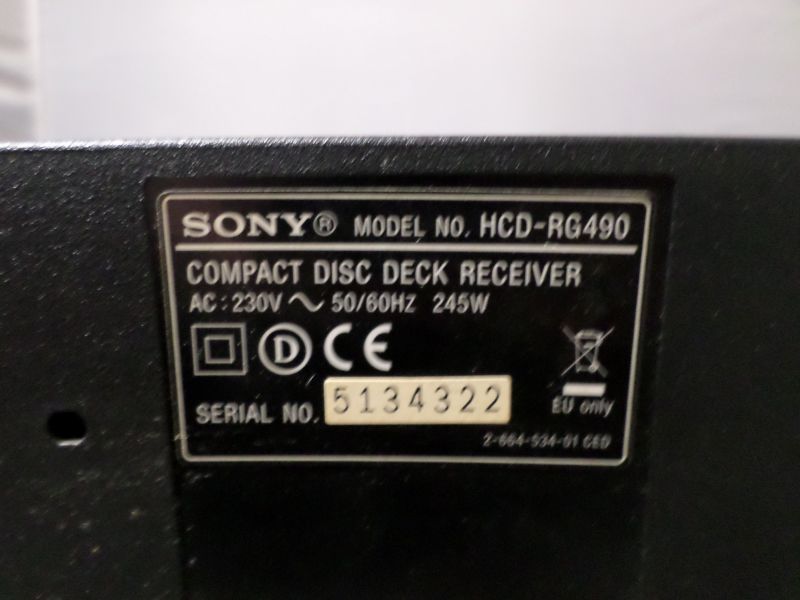 SONY® MODEL NO. HCD-RG490
COMPACT DISC DECK RECEIVER
AC : 230V ～ 50/60Hz 245W
D CE
SERIAL NO. 5134322
EU only
2-664-534-01 CED